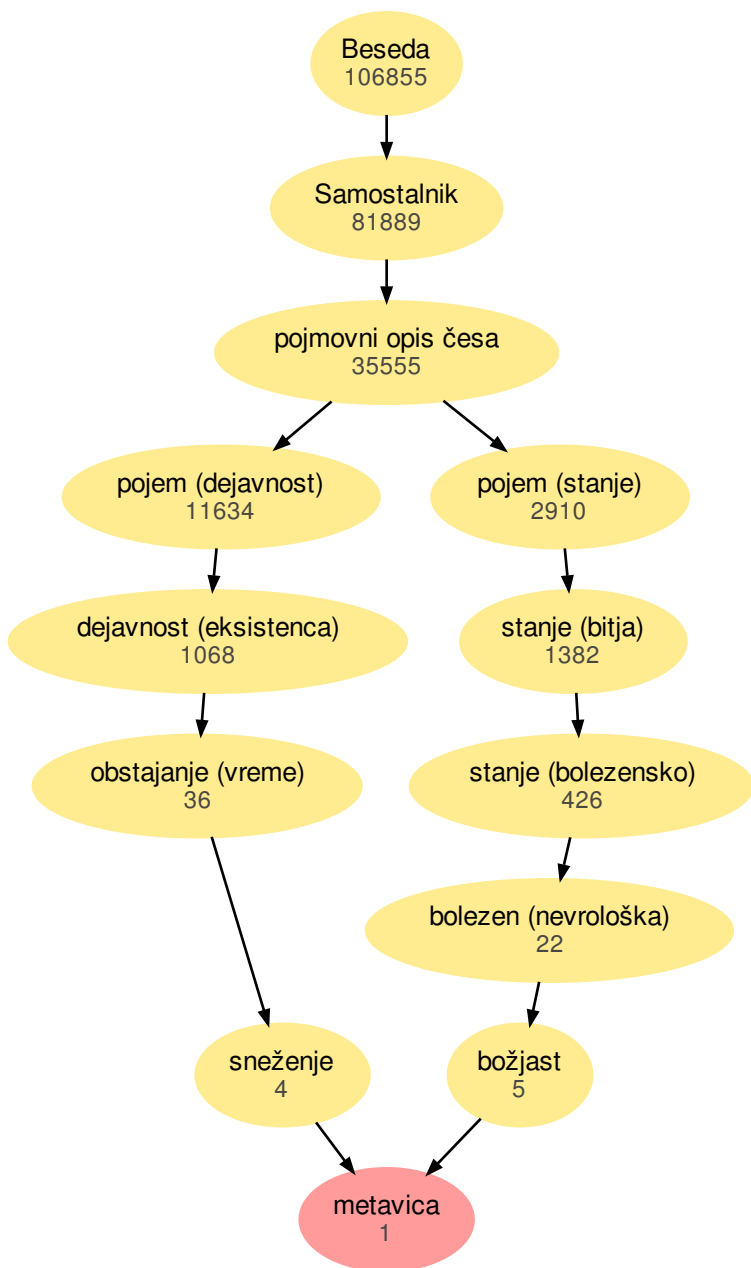 Beseda
106855
Samostalnik
81889
pojmovni opis česa
35555
pojem (dejavnost)
11634
pojem (stanje)
2910
dejavnost (eksistenca)
1068
stanje (bitja)
1382
obstajanje (vreme)
36
stanje (bolezensko)
426
bolezen (nevrološka)
22
sneženje
4
božjast
5
metavica
1